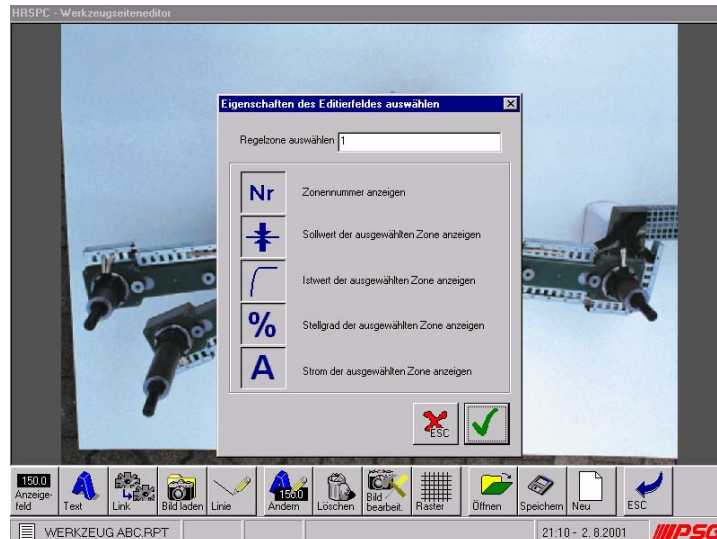 HRSPC - Werkzeugseiteneditor
Eigenschaften des Editierfeldes auswählen
Regelzone auswählen 1
Nr Zonennummer anzeigen
Sollwert der ausgewählten Zone anzeigen
Istwert der ausgewählten Zone anzeigen
% Stellgrad der ausgewählten Zone anzeigen
A Strom der ausgewählten Zone anzeigen
ESC
150.0
Anzeige-
feld
Text
Link
Bild laden
Linie
150.0
Ändern
Löschen
Bild
bearbeit.
Raster
Öffnen
Speichern
Neu
ESC
WERKZEUG ABC.RPT 21:10 - 2. 8.2001 PSG